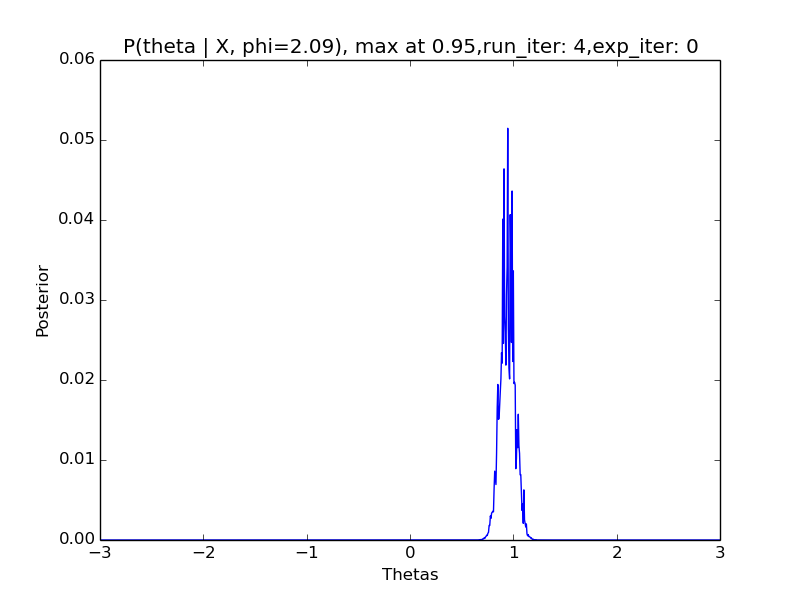 P(theta | X, phi=2.09), max at 0.95,run_iter: 4,exp_iter: 0
0.06
0.05
0.04
0.03
0.02
0.01
0.00
Posterior
−3 −2 −1 0 1 2 3
Thetas